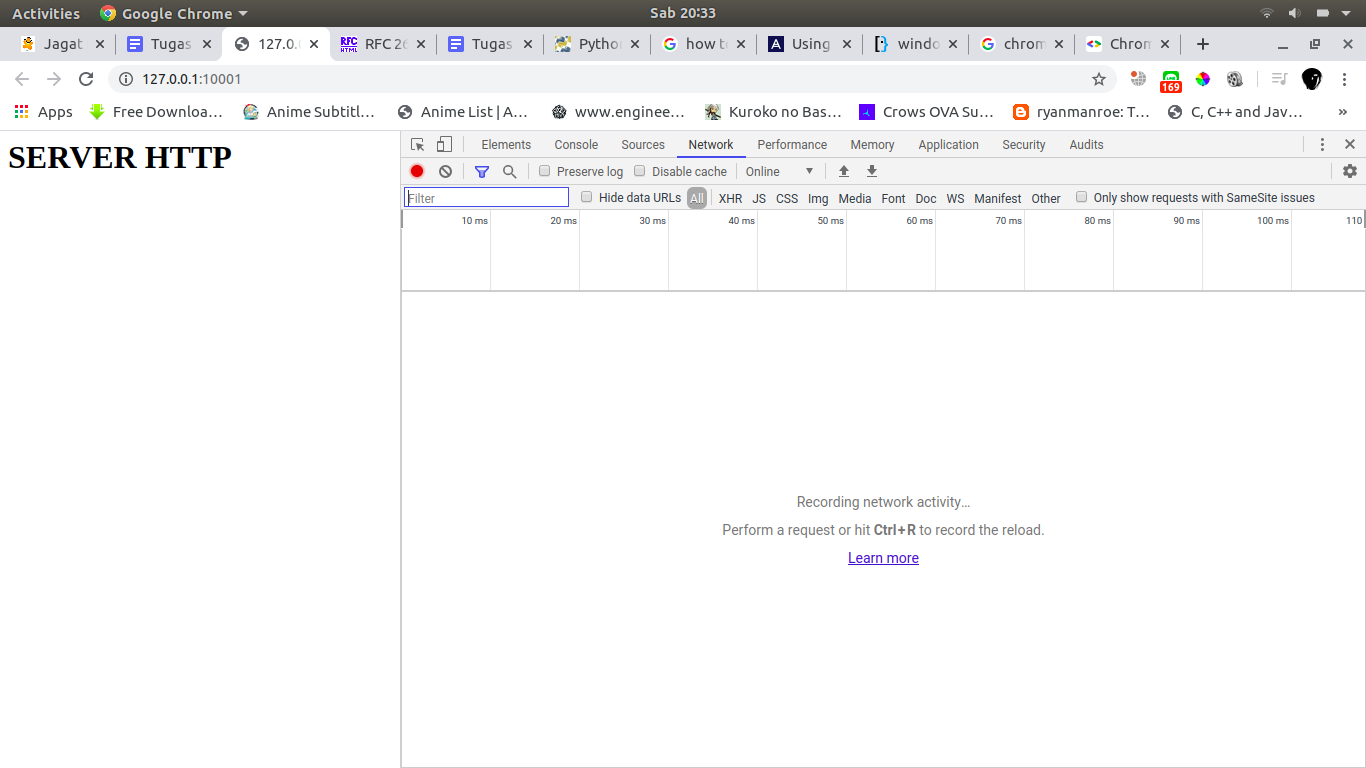 Activities Google Chrome Sab 20:33
Jagat Tugas 127.0. RFC 26 Tugas Pytho how t Using windo chrom Chrom
127.0.0.1:10001 169
Apps Free Downloa... Anime Subtitl... Anime List | A... www.enginee... Kuroko no Bas... Crows OVA Su... ryanmanroe: T... C, C++ and Jav... »
SERVER HTTP
Elements Console Sources Network Performance Memory Application Security Audits
Preserve log Disable cache Online
Filter Hide data URLs All XHR JS CSS Img Media Font Doc WS Manifest Other Only show requests with SameSite issues
10 ms 20 ms 30 ms 40 ms 50 ms 60 ms 70 ms 80 ms 90 ms 100 ms 110
Recording network activity…
Perform a request or hit Ctrl+R to record the reload.
Learn more